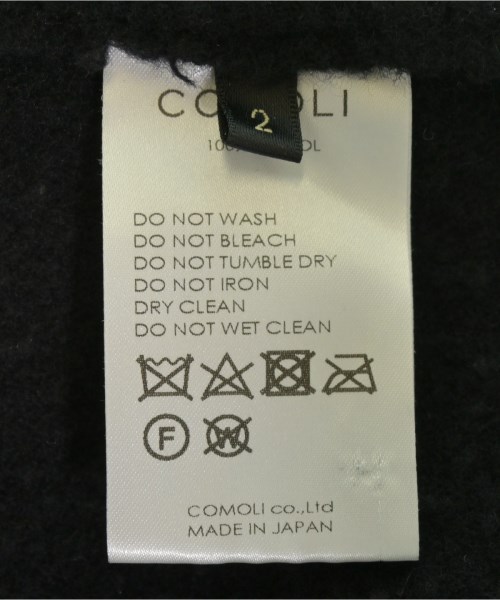 COMOLI
2
DO NOT WASH
DO NOT BLEACH
DO NOT TUMBLE DRY
DO NOT IRON
DRY CLEAN
DO NOT WET CLEAN
F W
COMOLI co.,Ltd
MADE IN JAPAN